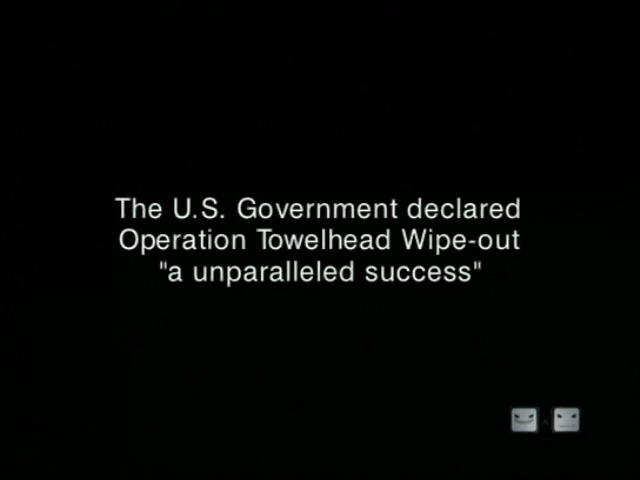 The U.S. Government declared
Operation Towelhead Wipe-out
"a unparalleled success"